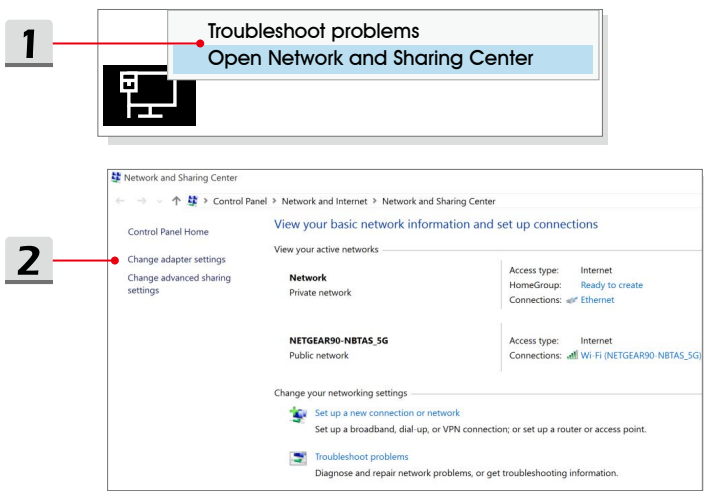 1
Troubleshoot problems
Open Network and Sharing Center
2
Network and Sharing Center
Control Panel > Network and Internet > Network and Sharing Center
Control Panel Home
Change adapter settings
Change advanced sharing
settings
View your basic network information and set up connections
View your active networks
Network
Private network
Access type: Internet
HomeGroup: Ready to create
Connections: Ethernet
NETGEAR90-NBTAS_5G
Public network
Access type: Internet
Connections: Wi-Fi (NETGEAR90-NBTAS_5G)
Change your networking settings
Set up a new connection or network
Set up a broadband, dial-up, or VPN connection; or set up a router or access point.
Troubleshoot problems
Diagnose and repair network problems, or get troubleshooting information.